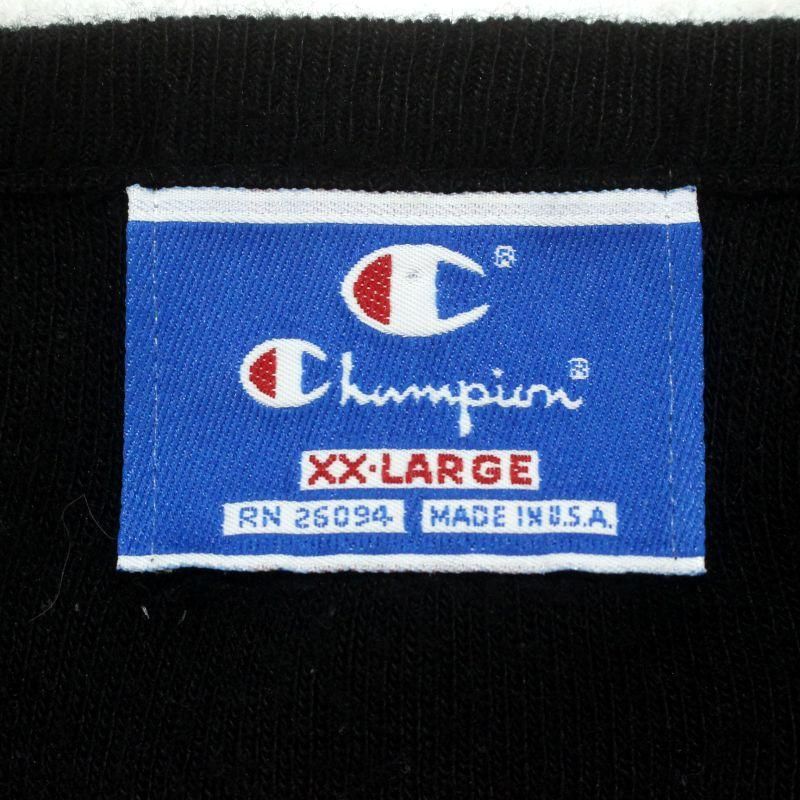 C®
Champion®
XX·LARGE
RN 26094 MADE IN U.S.A.